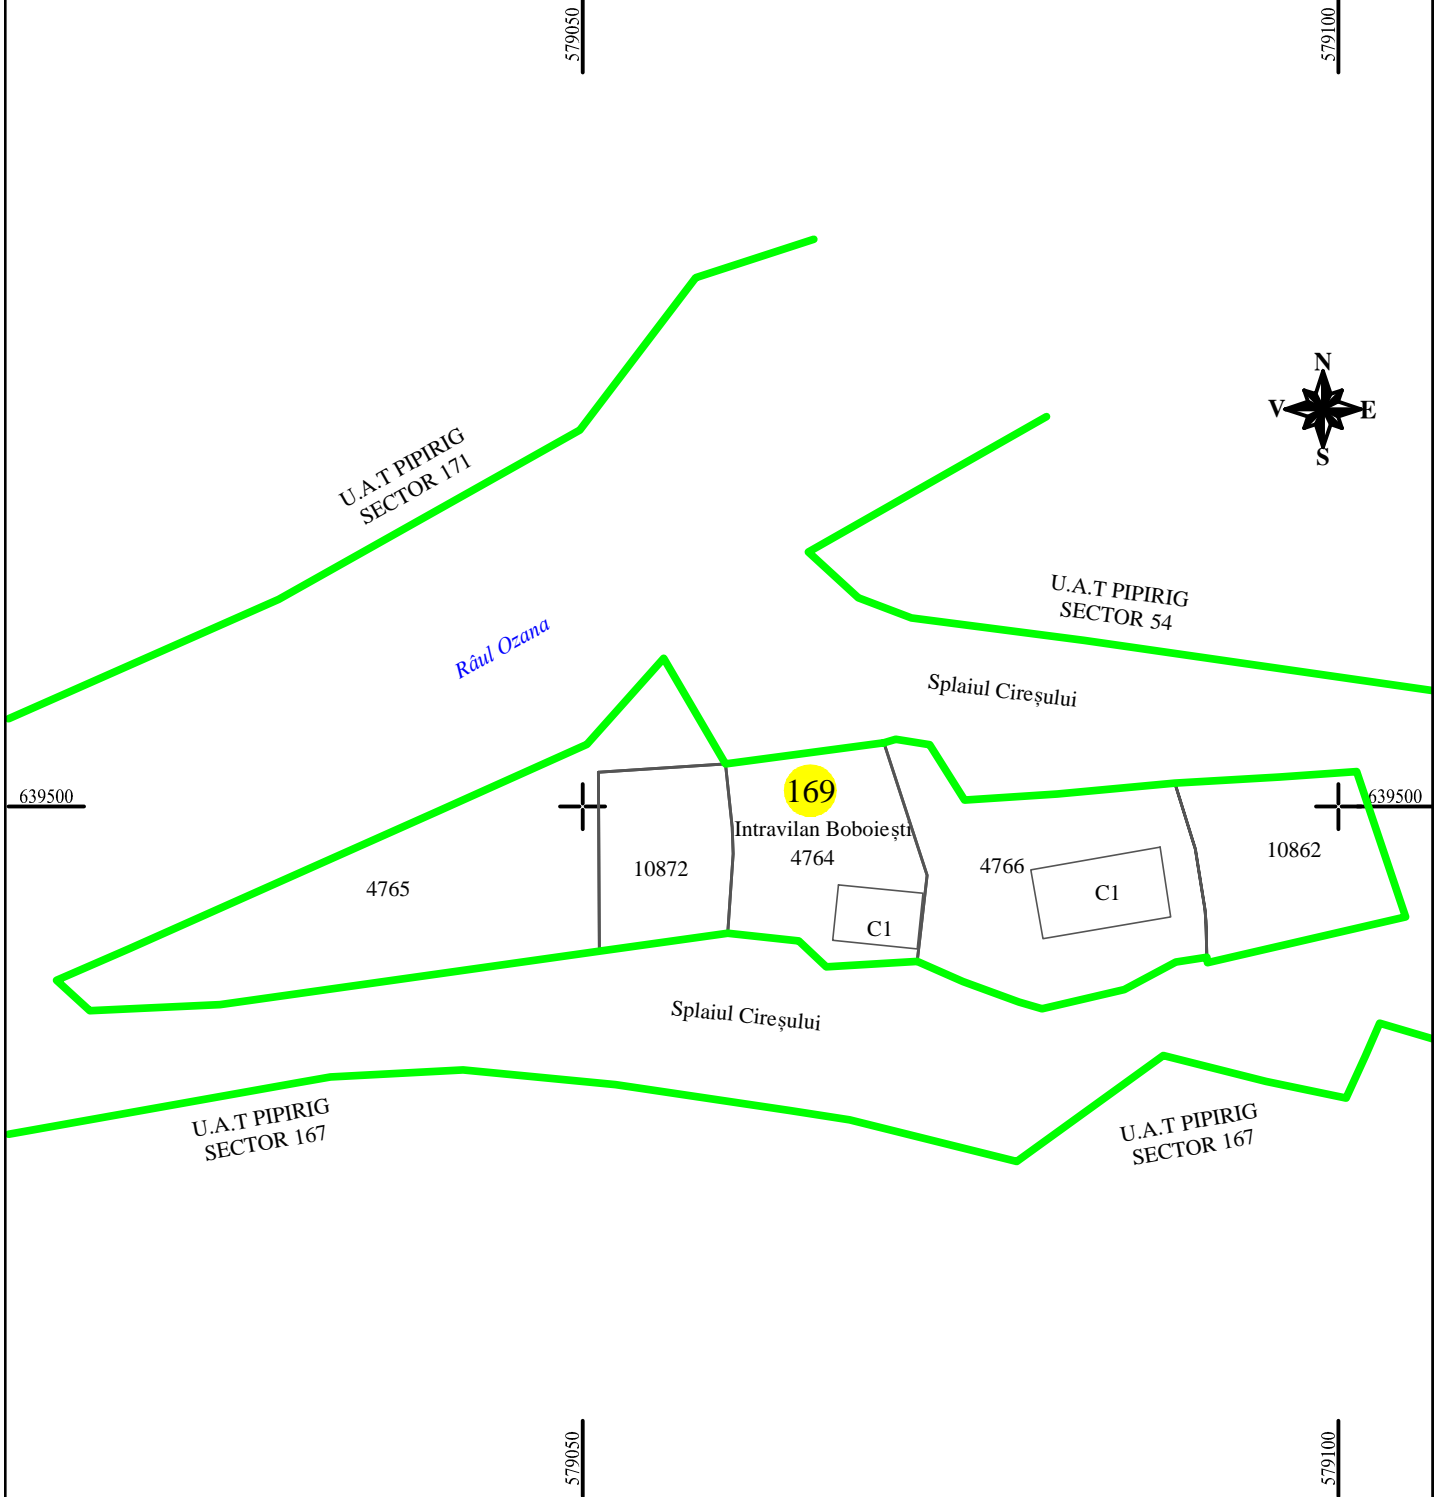 579050
579100
N
V
E
S
U.A.T PIPIRIG
SECTOR 171
U.A.T PIPIRIG
SECTOR 54
Râul Ozana
Splaiul Cireșului
639500
639500
169
Intravilan Boboiești
4764
10872
4765
4766
10862
C1
C1
Splaiul Cireșului
U.A.T PIPIRIG
SECTOR 167
U.A.T PIPIRIG
SECTOR 167
579050
579100